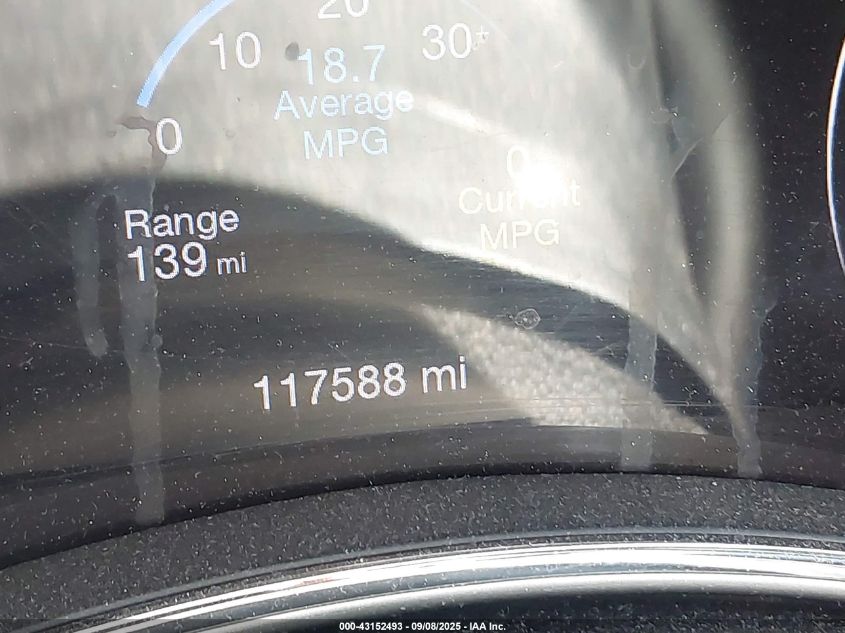 20
10
30+
18.7
Average
MPG
0
0
Current
MPG
Range
139 mi
117588 mi
000-43152493 - 09/08/2025 - IAA Inc.